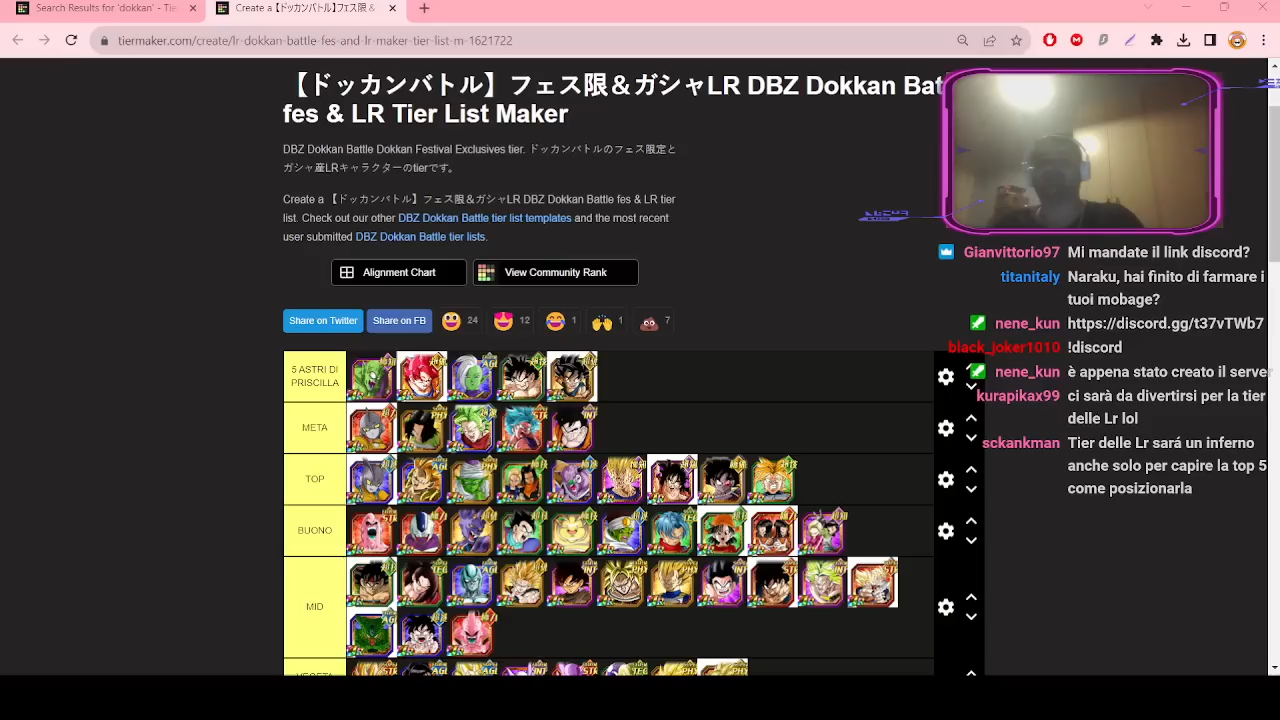 Search Results for 'dokkan' - Tie
Create a 【ドッカンバトル】フェス限 &
tiermaker.com/create/lr-dokkan-battle-fes-and-lr-maker-tier-list-m-1621722
【ドッカンバトル】フェス限＆ガシャLR DBZ Dokkan Bat
fes & LR Tier List Maker
DBZ Dokkan Battle Dokkan Festival Exclusives tier. ドッカンバトルのフェス限定と
ガシャ産LRキャラクターのtierです。
Create a 【ドッカンバトル】フェス限＆ガシャLR DBZ Dokkan Battle fes & LR tier
list. Check out our other DBZ Dokkan Battle tier list templates and the most recent
user submitted DBZ Dokkan Battle tier lists.
Alignment Chart
View Community Rank
Share on Twitter
Share on FB
24
12
1
1
7
5 ASTRI DI
PRISCILLA
META
TOP
BUONO
MID
VEGETA
Gianvittorio97 Mi mandate il link discord?
titanitaly Naraku, hai finito di farmare i
tuoi mobage?
nene_kun https://discord.gg/t37vTWb7
black_joker1010 !discord
nene_kun è appena stato creato il server
kurapikax99 ci sarà da divertirsi per la tier
delle Lr lol
sckankman Tier delle Lr sará un inferno
anche solo per capire la top 5
come posizionarla